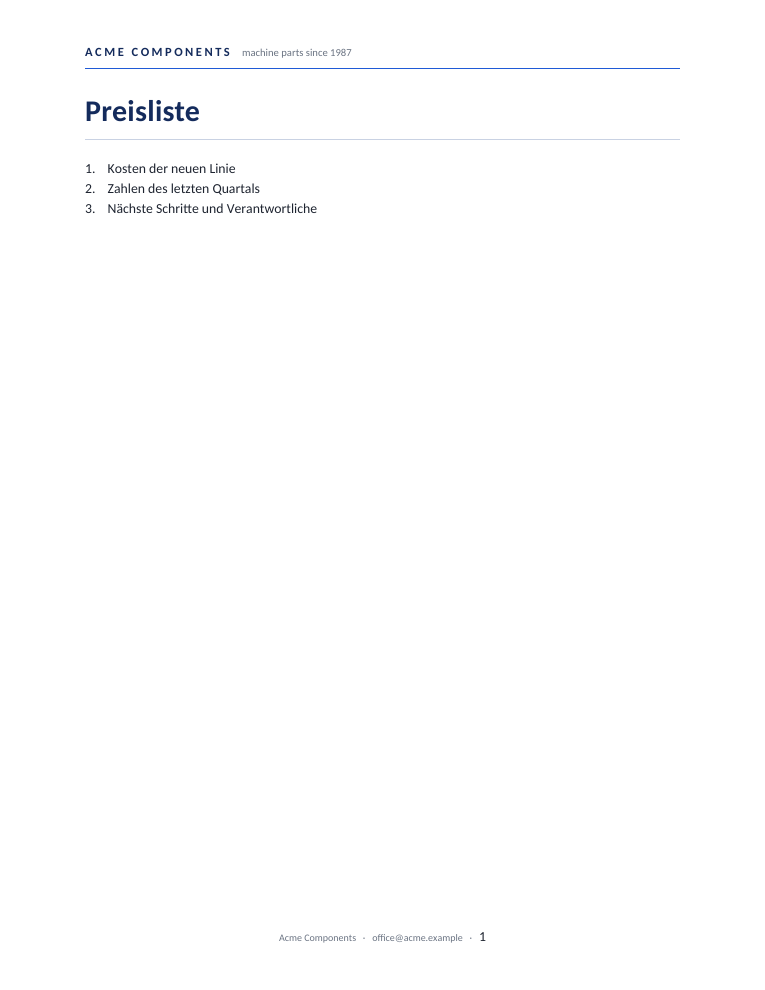 ACME COMPONENTS machine parts since 1987
Preisliste
1. Kosten der neuen Linie
2. Zahlen des letzten Quartals
3. Nächste Schritte und Verantwortliche
Acme Components · office@acme.example · 1